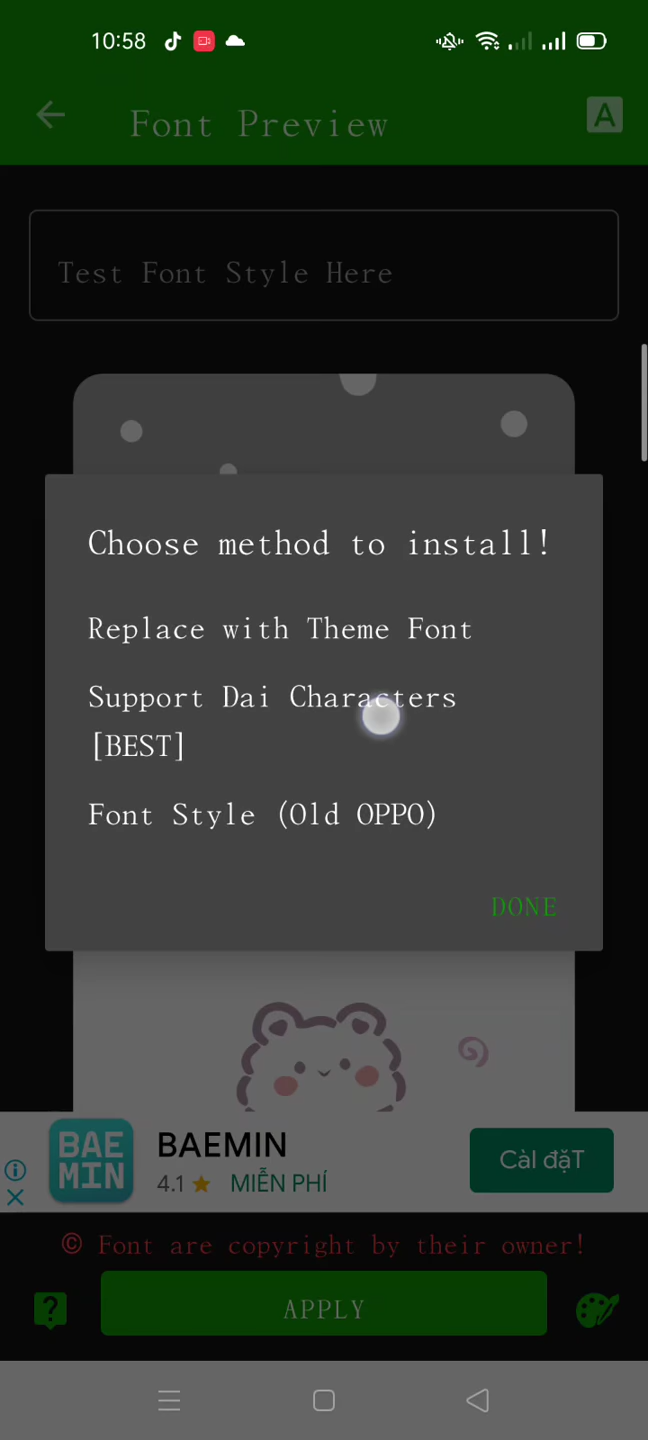 10:58
Font Preview
A
Test Font Style Here
Choose method to install!
Replace with Theme Font
Support Dai Characters
[BEST]
Font Style (Old OPPO)
DONE
BAE
MIN
BAEMIN
4.1 ★ MIỄN PHÍ
CàI đặT
© Font are copyright by their owner!
?
APPLY